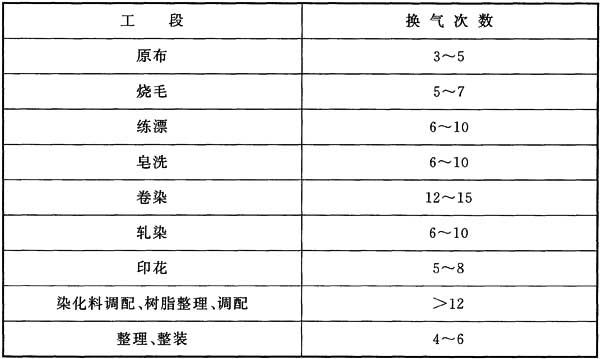 工 段 换 气 次 数
原布 3～5
烧毛 5～7
练漂 6～10
皂洗 6～10
卷染 12～15
轧染 6～10
印花 5～8
染化料调配、树脂整理、调配 ＞12
整理、整装 4～6